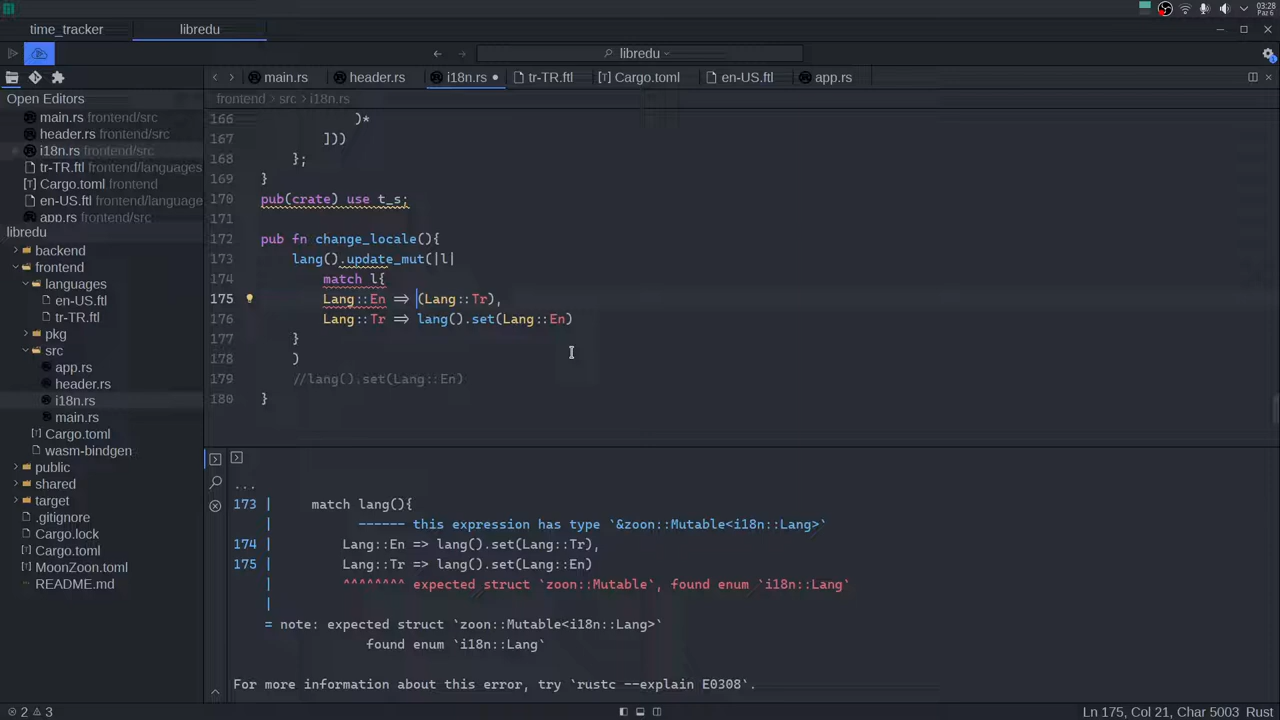 03:28
Paz 6
time_tracker
libredu
libredu
main.rs
header.rs
i18n.rs
tr-TR.ftl
Cargo.toml
en-US.ftl
app.rs
Open Editors
main.rs frontend/src
header.rs frontend/src
i18n.rs frontend/src
tr-TR.ftl frontend/languages
Cargo.toml frontend
en-US.ftl frontend/language
app.rs frontend/src
libredu
backend
frontend
languages
en-US.ftl
tr-TR.ftl
pkg
src
app.rs
header.rs
i18n.rs
main.rs
Cargo.toml
wasm-bindgen
public
shared
target
.gitignore
Cargo.lock
Cargo.toml
MoonZoon.toml
README.md
frontend › src › i18n.rs
166 )*
167 ]))
168 };
169 }
170 pub(crate) use t_s;
171
172 pub fn change_locale(){
173 lang().update_mut(|l|
174 match l{
175 Lang::En => (Lang::Tr),
176 Lang::Tr => lang().set(Lang::En)
177 }
178 )
179 //lang().set(Lang::En)
180 }
...
173 | match lang(){
| ------ this expression has type `&zoon::Mutable<i18n::Lang>`
174 | Lang::En => lang().set(Lang::Tr),
175 | Lang::Tr => lang().set(Lang::En)
| ^^^^^^^^ expected struct `zoon::Mutable`, found enum `i18n::Lang`
|
= note: expected struct `zoon::Mutable<i18n::Lang>`
found enum `i18n::Lang`
For more information about this error, try `rustc --explain E0308`.
2 3
Ln 175, Col 21, Char 5003 Rust